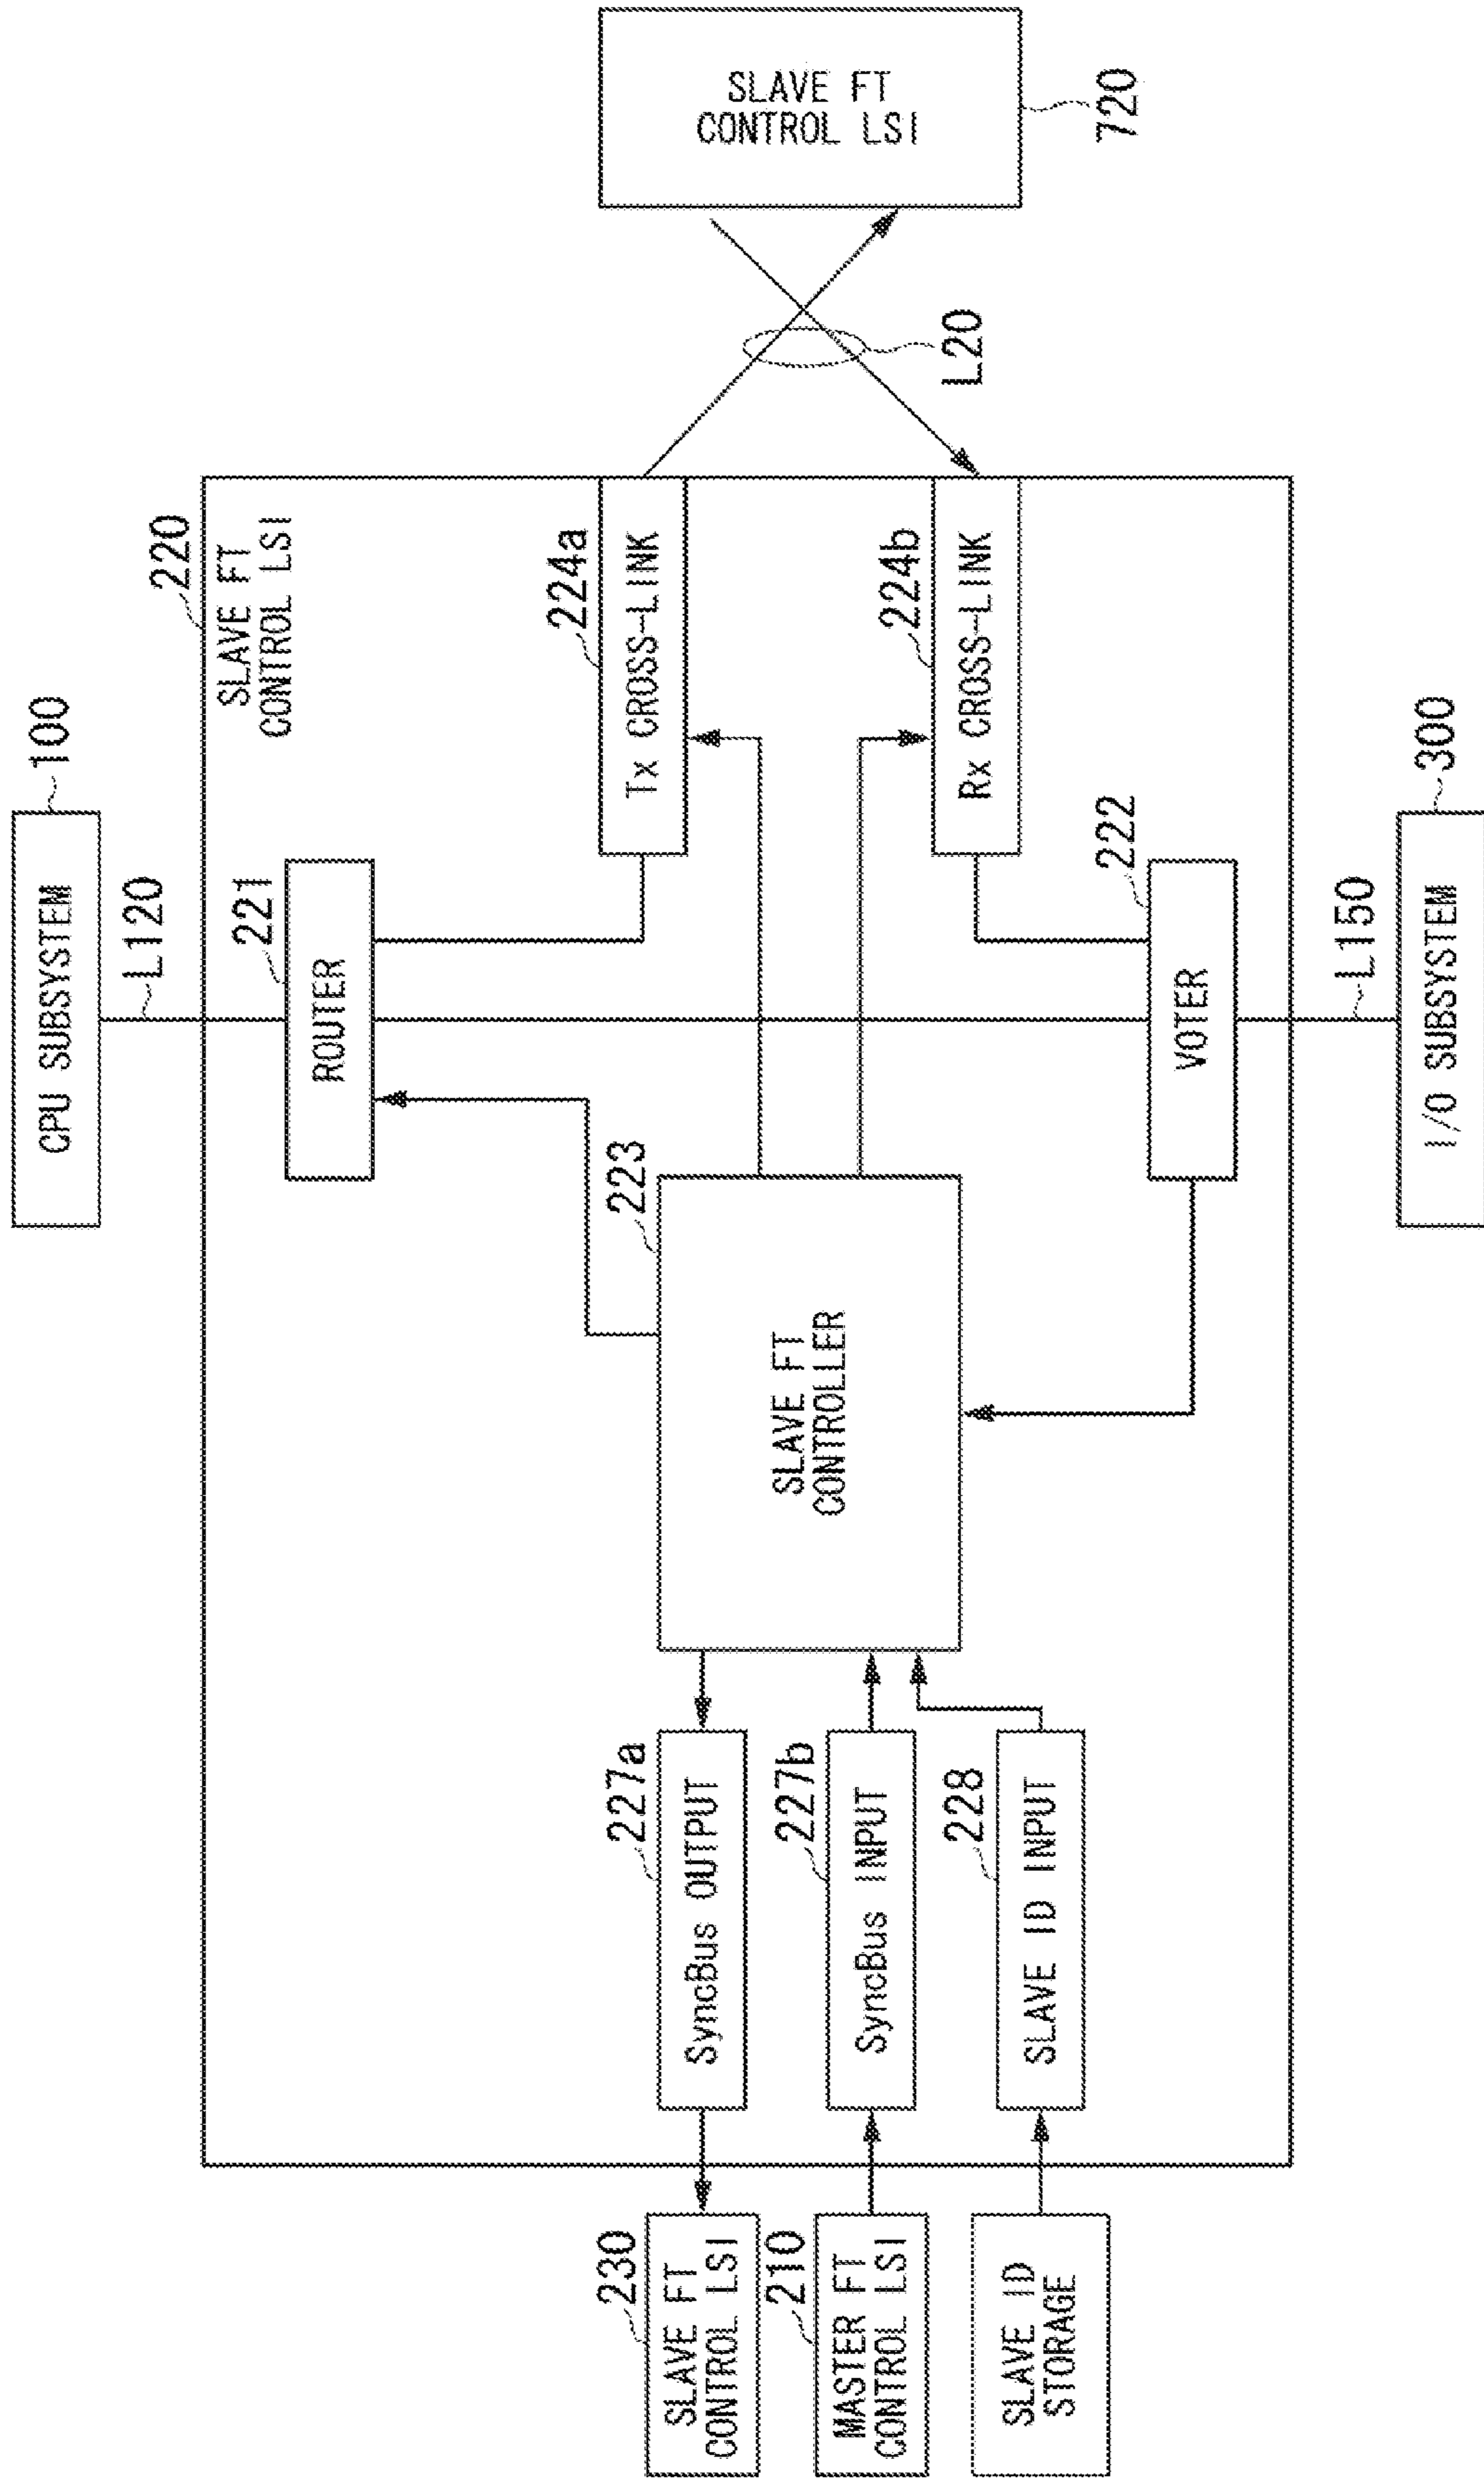 CPU SUBSYSTEM
100
L120
220
SLAVE FT
CONTROL LSI
221
ROUTER
224a
Tx CROSS-LINK
224b
Rx CROSS-LINK
SLAVE FT
CONTROL LSI
720
L20
223
SLAVE FT
CONTROLLER
222
VOTER
L150
I/O SUBSYSTEM
300
227a
SyncBus OUTPUT
227b
SyncBus INPUT
228
SLAVE ID INPUT
230
SLAVE FT
CONTROL LSI
210
MASTER FT
CONTROL LSI
SLAVE ID
STORAGE